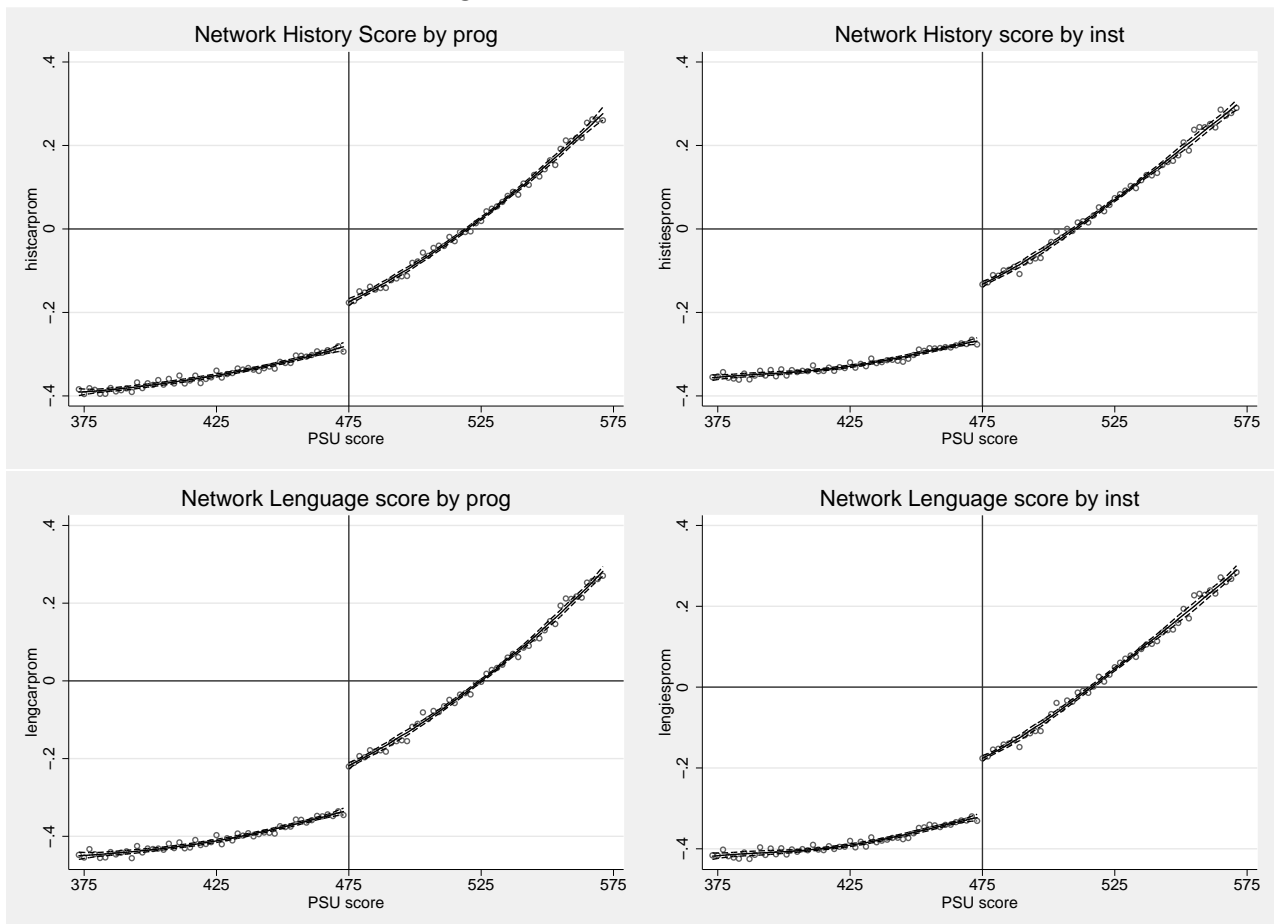 Network History Score by prog
histcarprom
.4
.2
0
-.2
-.4
375 425 475 525 575
PSU score
Network History score by inst
histiesprom
.4
.2
0
-.2
-.4
375 425 475 525 575
PSU score
Network Lenguage score by prog
lengcarprom
.4
.2
0
-.2
-.4
375 425 475 525 575
PSU score
Network Lenguage score by inst
lengiesprom
.4
.2
0
-.2
-.4
375 425 475 525 575
PSU score